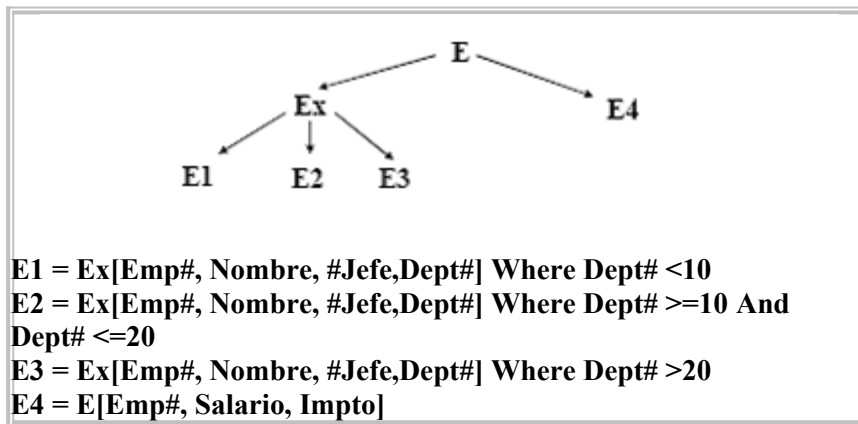 E
Ex
E4
E1 E2 E3
E1 = Ex[Emp#, Nombre, #Jefe,Dept#] Where Dept# <10
E2 = Ex[Emp#, Nombre, #Jefe,Dept#] Where Dept# >=10 And
Dept# <=20
E3 = Ex[Emp#, Nombre, #Jefe,Dept#] Where Dept# >20
E4 = E[Emp#, Salario, Impto]